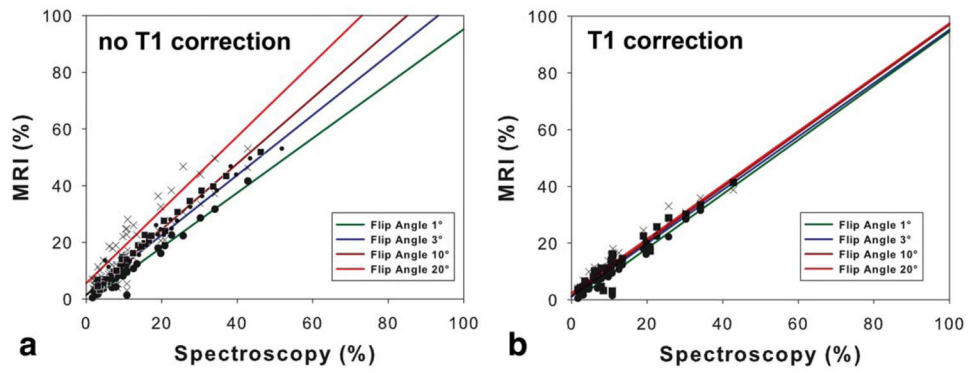 no T1 correction
MRI (%)
100
80
60
40
20
0
Flip Angle 1°
Flip Angle 3°
Flip Angle 10°
Flip Angle 20°
0 20 40 60 80 100
Spectroscopy (%)
a
T1 correction
MRI (%)
100
80
60
40
20
0
Flip Angle 1°
Flip Angle 3°
Flip Angle 10°
Flip Angle 20°
0 20 40 60 80 100
Spectroscopy (%)
b